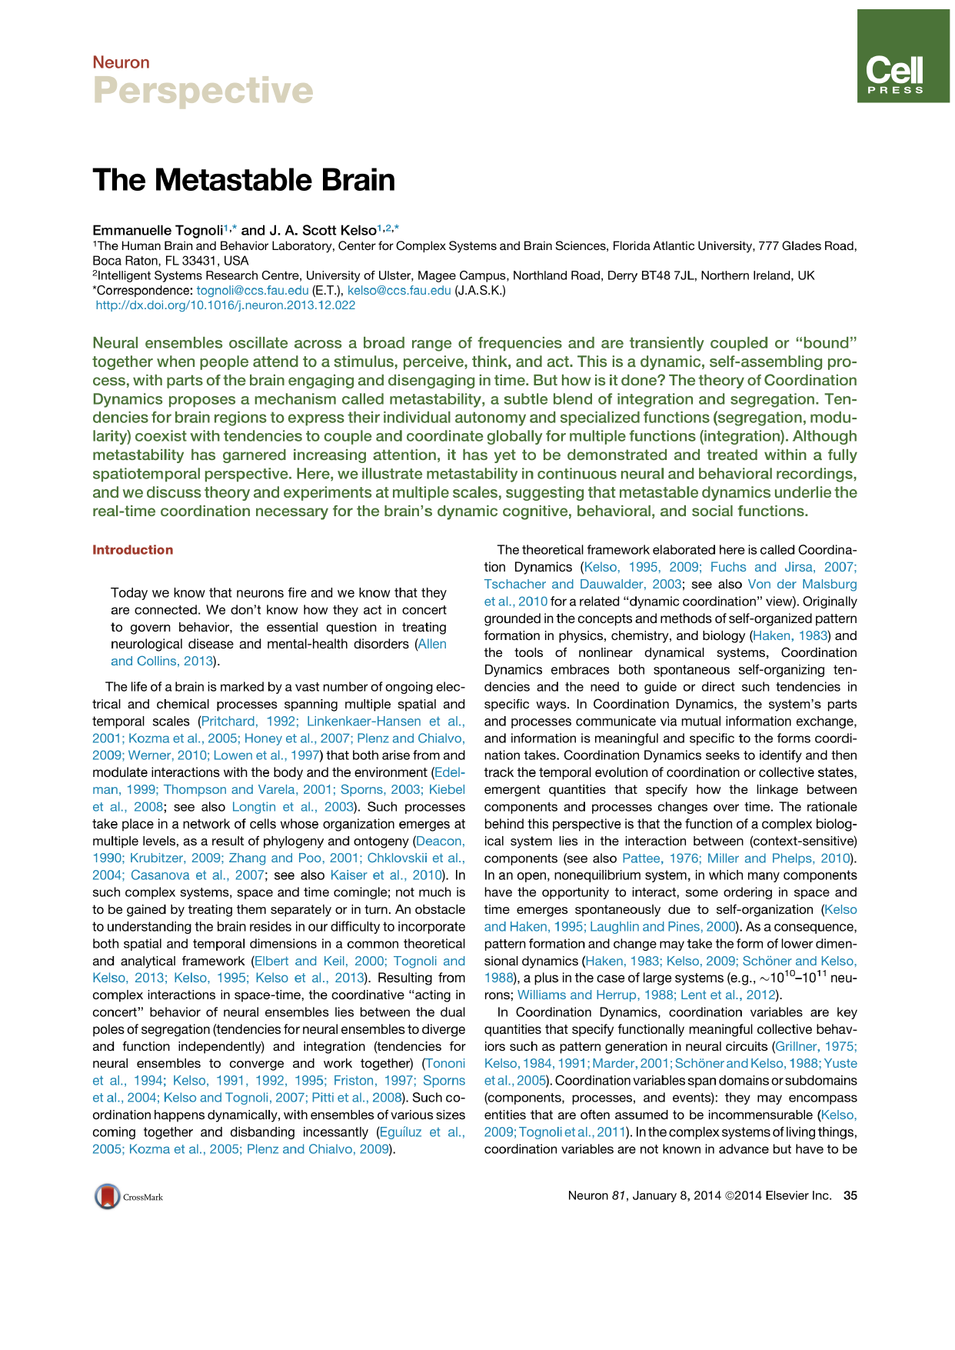 Neuron
Perspective
Cell
PRESS
The Metastable Brain
Emmanuelle Tognoli1,* and J. A. Scott Kelso1,2,*
1The Human Brain and Behavior Laboratory, Center for Complex Systems and Brain Sciences, Florida Atlantic University, 777 Glades Road,
Boca Raton, FL 33431, USA
2Intelligent Systems Research Centre, University of Ulster, Magee Campus, Northland Road, Derry BT48 7JL, Northern Ireland, UK
*Correspondence: tognoli@ccs.fau.edu (E.T.), kelso@ccs.fau.edu (J.A.S.K.)
http://dx.doi.org/10.1016/j.neuron.2013.12.022
Neural ensembles oscillate across a broad range of frequencies and are transiently coupled or “bound”
together when people attend to a stimulus, perceive, think, and act. This is a dynamic, self-assembling pro-
cess, with parts of the brain engaging and disengaging in time. But how is it done? The theory of Coordination
Dynamics proposes a mechanism called metastability, a subtle blend of integration and segregation. Ten-
dencies for brain regions to express their individual autonomy and specialized functions (segregation, modu-
larity) coexist with tendencies to couple and coordinate globally for multiple functions (integration). Although
metastability has garnered increasing attention, it has yet to be demonstrated and treated within a fully
spatiotemporal perspective. Here, we illustrate metastability in continuous neural and behavioral recordings,
and we discuss theory and experiments at multiple scales, suggesting that metastable dynamics underlie the
real-time coordination necessary for the brain’s dynamic cognitive, behavioral, and social functions.
Introduction
Today we know that neurons fire and we know that they
are connected. We don’t know how they act in concert
to govern behavior, the essential question in treating
neurological disease and mental-health disorders (Allen
and Collins, 2013).
The life of a brain is marked by a vast number of ongoing elec-
trical and chemical processes spanning multiple spatial and
temporal scales (Pritchard, 1992; Linkenkaer-Hansen et al.,
2001; Kozma et al., 2005; Honey et al., 2007; Plenz and Chialvo,
2009; Werner, 2010; Lowen et al., 1997) that both arise from and
modulate interactions with the body and the environment (Edel-
man, 1999; Thompson and Varela, 2001; Sporns, 2003; Kiebel
et al., 2008; see also Longtin et al., 2003). Such processes
take place in a network of cells whose organization emerges at
multiple levels, as a result of phylogeny and ontogeny (Deacon,
1990; Krubitzer, 2009; Zhang and Poo, 2001; Chklovskii et al.,
2004; Casanova et al., 2007; see also Kaiser et al., 2010). In
such complex systems, space and time comingle; not much is
to be gained by treating them separately or in turn. An obstacle
to understanding the brain resides in our difficulty to incorporate
both spatial and temporal dimensions in a common theoretical
and analytical framework (Elbert and Keil, 2000; Tognoli and
Kelso, 2013; Kelso, 1995; Kelso et al., 2013). Resulting from
complex interactions in space-time, the coordinative “acting in
concert” behavior of neural ensembles lies between the dual
poles of segregation (tendencies for neural ensembles to diverge
and function independently) and integration (tendencies for
neural ensembles to converge and work together) (Tononi
et al., 1994; Kelso, 1991, 1992, 1995; Friston, 1997; Sporns
et al., 2004; Kelso and Tognoli, 2007; Pitti et al., 2008). Such co-
ordination happens dynamically, with ensembles of various sizes
coming together and disbanding incessantly (Eguíluz et al.,
2005; Kozma et al., 2005; Plenz and Chialvo, 2009).
The theoretical framework elaborated here is called Coordina-
tion Dynamics (Kelso, 1995, 2009; Fuchs and Jirsa, 2007;
Tschacher and Dauwalder, 2003; see also Von der Malsburg
et al., 2010 for a related “dynamic coordination” view). Originally
grounded in the concepts and methods of self-organized pattern
formation in physics, chemistry, and biology (Haken, 1983) and
the tools of nonlinear dynamical systems, Coordination
Dynamics embraces both spontaneous self-organizing ten-
dencies and the need to guide or direct such tendencies in
specific ways. In Coordination Dynamics, the system’s parts
and processes communicate via mutual information exchange,
and information is meaningful and specific to the forms coordi-
nation takes. Coordination Dynamics seeks to identify and then
track the temporal evolution of coordination or collective states,
emergent quantities that specify how the linkage between
components and processes changes over time. The rationale
behind this perspective is that the function of a complex biolog-
ical system lies in the interaction between (context-sensitive)
components (see also Pattee, 1976; Miller and Phelps, 2010).
In an open, nonequilibrium system, in which many components
have the opportunity to interact, some ordering in space and
time emerges spontaneously due to self-organization (Kelso
and Haken, 1995; Laughlin and Pines, 2000). As a consequence,
pattern formation and change may take the form of lower dimen-
sional dynamics (Haken, 1983; Kelso, 2009; Schöner and Kelso,
1988), a plus in the case of large systems (e.g., ~10^10–10^11 neu-
rons; Williams and Herrup, 1988; Lent et al., 2012).
In Coordination Dynamics, coordination variables are key
quantities that specify functionally meaningful collective behav-
iors such as pattern generation in neural circuits (Grillner, 1975;
Kelso, 1984, 1991; Marder, 2001; Schöner and Kelso, 1988; Yuste
et al., 2005). Coordination variables span domains or subdomains
(components, processes, and events): they may encompass
entities that are often assumed to be incommensurable (Kelso,
2009; Tognoli et al., 2011). In the complex systems of living things,
coordination variables are not known in advance but have to be
CrossMark
Neuron 81, January 8, 2014 ©2014 Elsevier Inc. 35